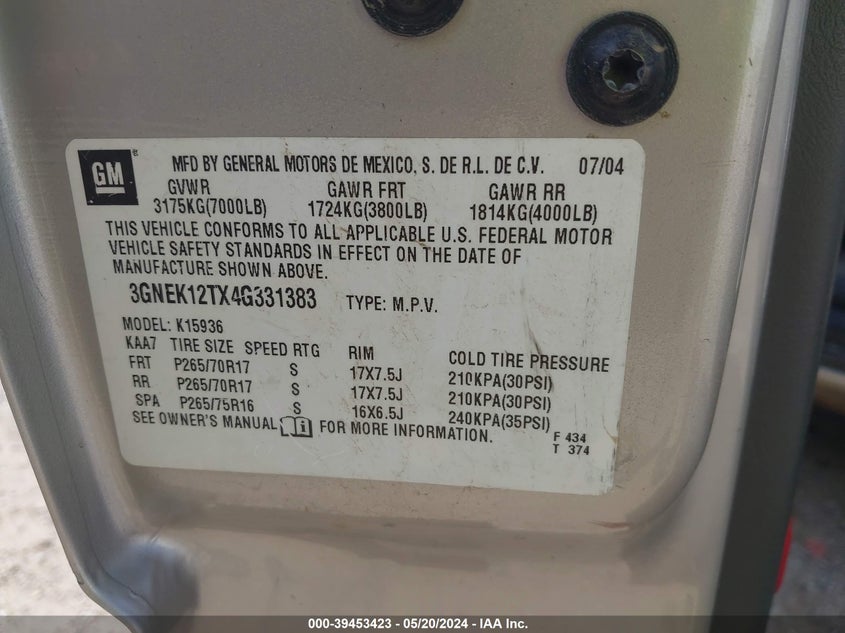 GM
MFD BY GENERAL MOTORS DE MEXICO, S. DE R.L. DE C.V. 07/04
GVWR GAWR FRT GAWR RR
3175KG(7000LB) 1724KG(3800LB) 1814KG(4000LB)
THIS VEHICLE CONFORMS TO ALL APPLICABLE U.S. FEDERAL MOTOR
VEHICLE SAFETY STANDARDS IN EFFECT ON THE DATE OF
MANUFACTURE SHOWN ABOVE.
3GNEK12TX4G331383 TYPE: M.P.V.
MODEL: K15936
KAA7 TIRE SIZE SPEED RTG RIM COLD TIRE PRESSURE
FRT P265/70R17 S 17X7.5J 210KPA(30PSI)
RR P265/70R17 S 17X7.5J 210KPA(30PSI)
SPA P265/75R16 S 16X6.5J 240KPA(35PSI)
SEE OWNER'S MANUAL FOR MORE INFORMATION.
F 434
T 374
000-39453423 - 05/20/2024 - IAA Inc.